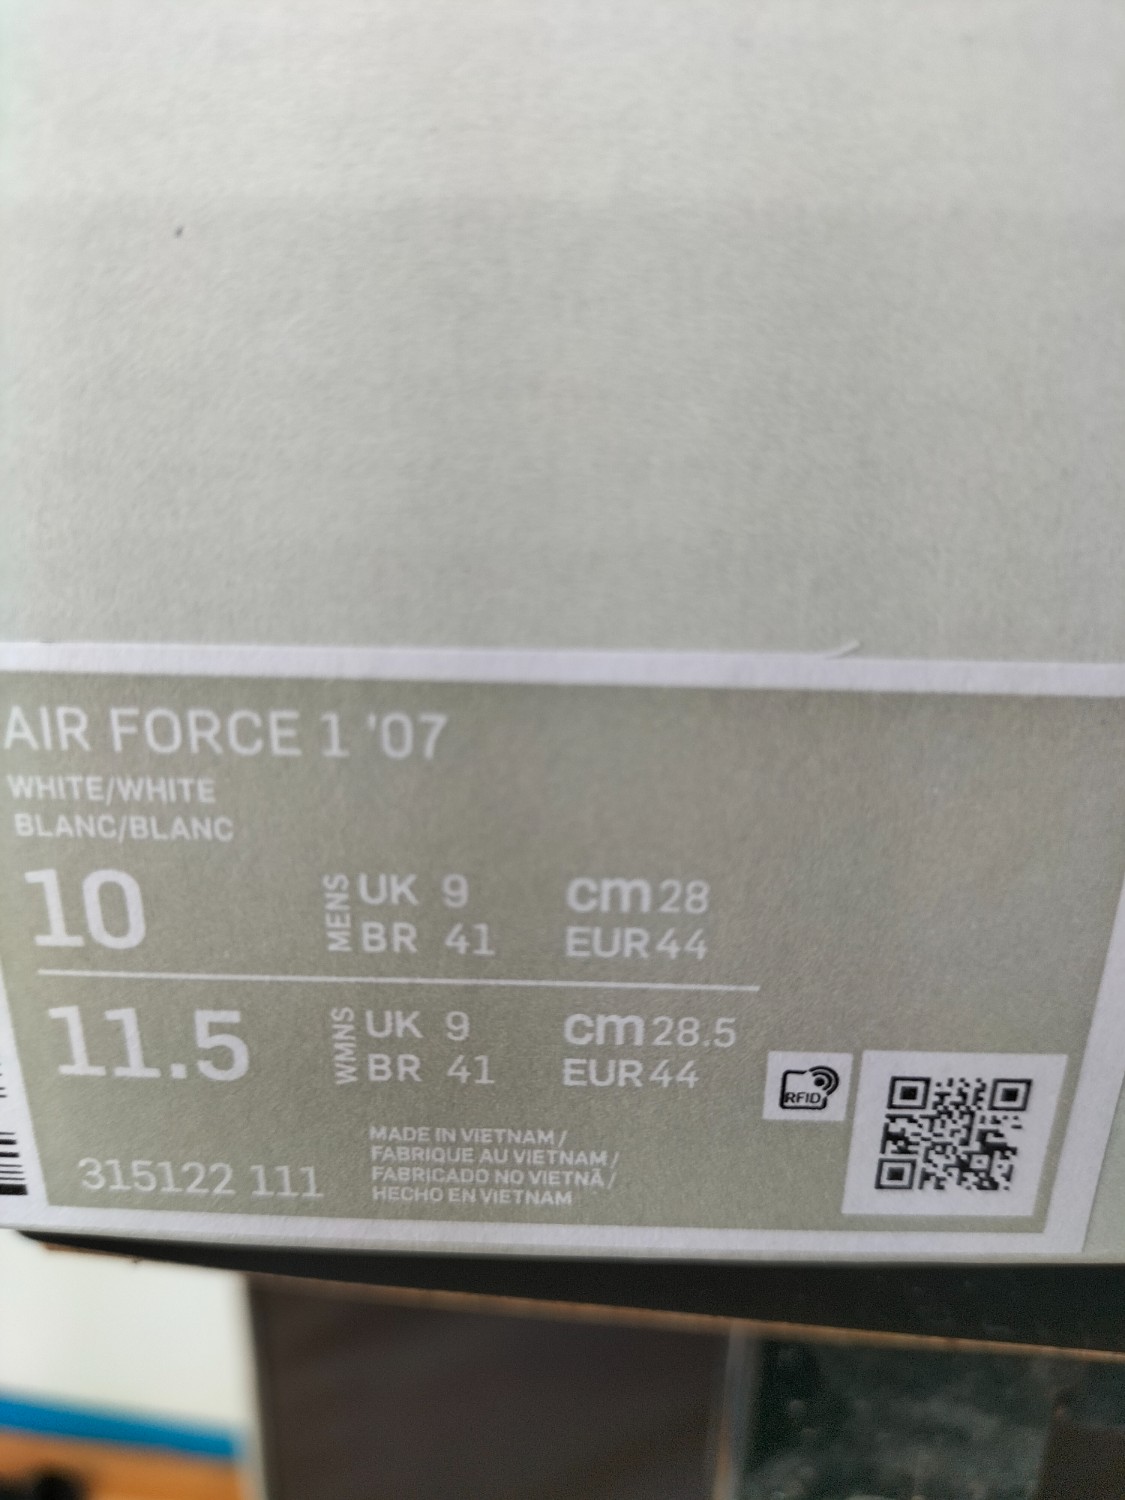 AIR FORCE 1 '07
WHITE/WHITE
BLANC/BLANC
10
MENS
UK 9 cm 28
BR 41 EUR 44
11.5
WMNS
UK 9 cm 28.5
BR 41 EUR 44
RFID
315122 111
MADE IN VIETNAM /
FABRIQUE AU VIETNAM /
FABRICADO NO VIETNÃ /
HECHO EN VIETNAM